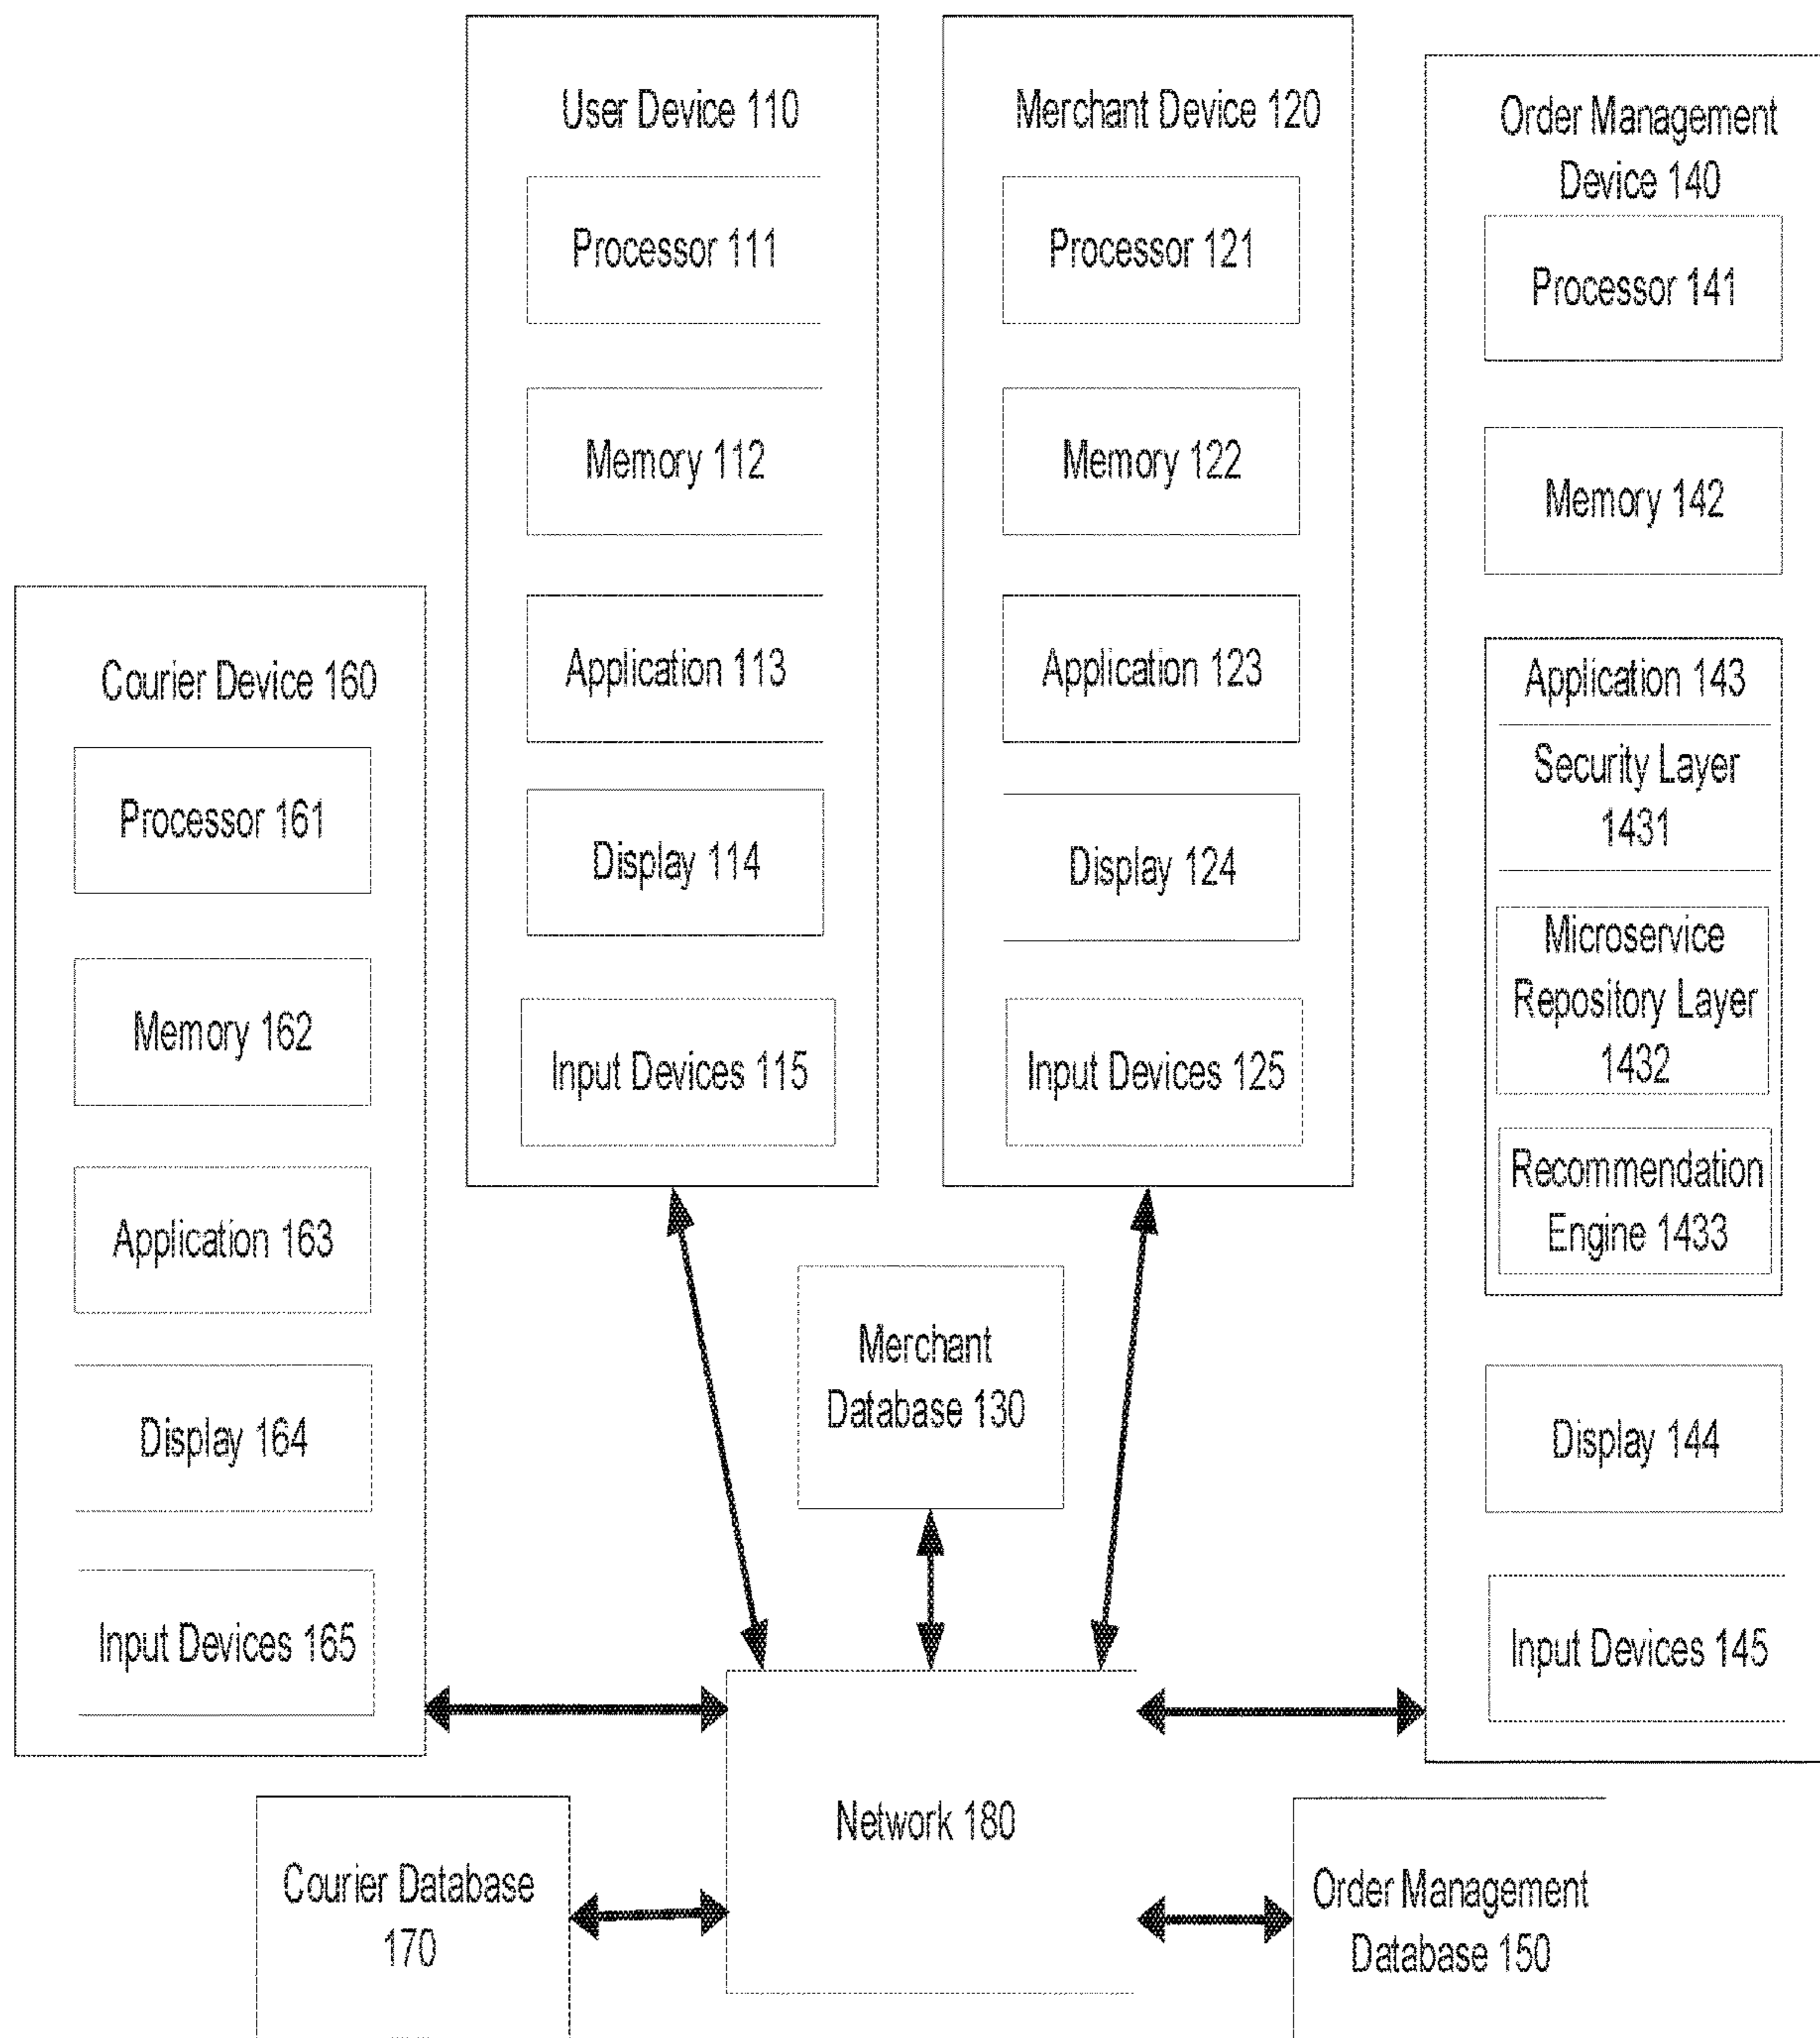 User Device 110
Processor 111
Memory 112
Application 113
Display 114
Input Devices 115
Merchant Device 120
Processor 121
Memory 122
Application 123
Display 124
Input Devices 125
Order Management
Device 140
Processor 141
Memory 142
Application 143
Security Layer
1431
Microservice
Repository Layer
1432
Recommendation
Engine 1433
Display 144
Input Devices 145
Courier Device 160
Processor 161
Memory 162
Application 163
Display 164
Input Devices 165
Merchant
Database 130
Network 180
Courier Database
170
Order Management
Database 150